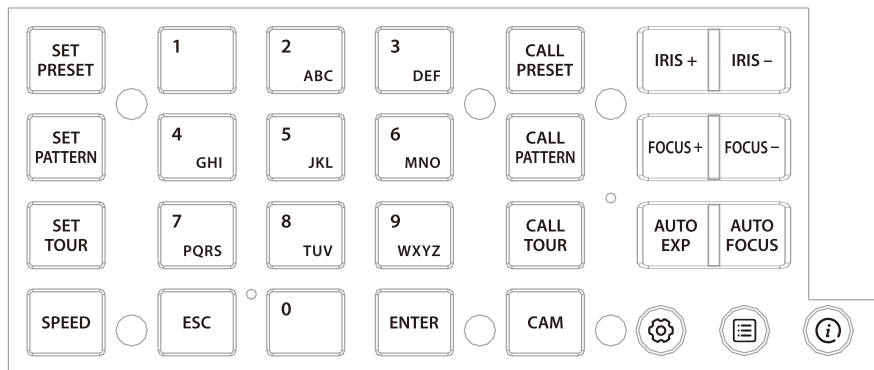 SET
PRESET
1
2
ABC
3
DEF
CALL
PRESET
IRIS +
IRIS –
SET
PATTERN
4
GHI
5
JKL
6
MNO
CALL
PATTERN
FOCUS +
FOCUS –
SET
TOUR
7
PQRS
8
TUV
9
WXYZ
CALL
TOUR
AUTO
EXP
AUTO
FOCUS
SPEED
ESC
0
ENTER
CAM
i